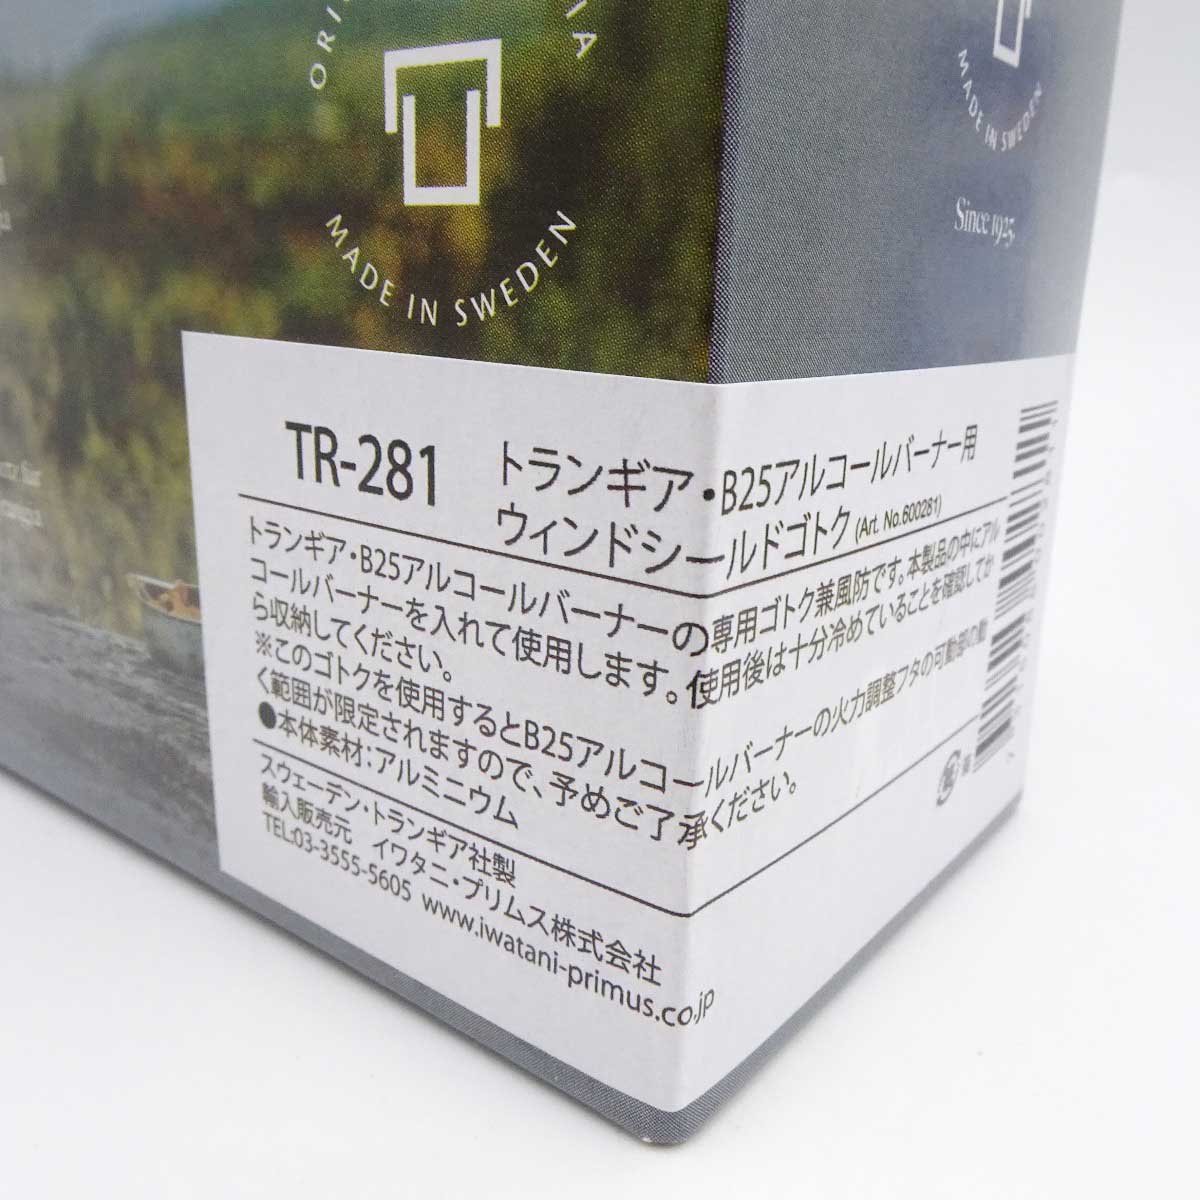 MADE IN SWEDEN
MADE IN SWEDEN
Since 1925.
TR-281
トランギア・B25アルコールバーナー用
ウィンドシールドゴトク (Art. No.600281)
トランギア・B25アルコールバーナーの専用ゴトク兼風防です。本製品の中にアル
コールバーナーを入れて使用します。使用後は十分冷めていることを確認してか
ら収納してください。
※このゴトクを使用するとB25アルコールバーナーの火力調整フタの可動部の動
く範囲が限定されますので、予めご了承ください。
●本体素材:アルミニウム
スウェーデン・トランギア社製
輸入販売元 イワタニ・プリムス株式会社
TEL:03-3555-5605 www.iwatani-primus.co.jp